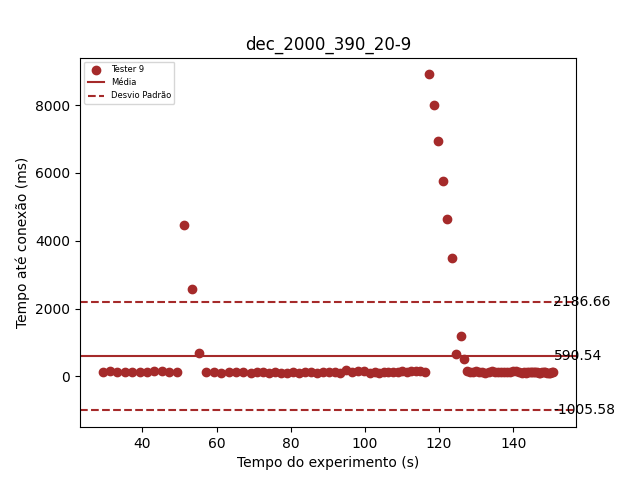 dec_2000_390_20-9
Tester 9
Média
Desvio Padrão
Tempo até conexão (ms)
8000
6000
4000
2000
0
2186.66
590.54
-1005.58
40 60 80 100 120 140
Tempo do experimento (s)